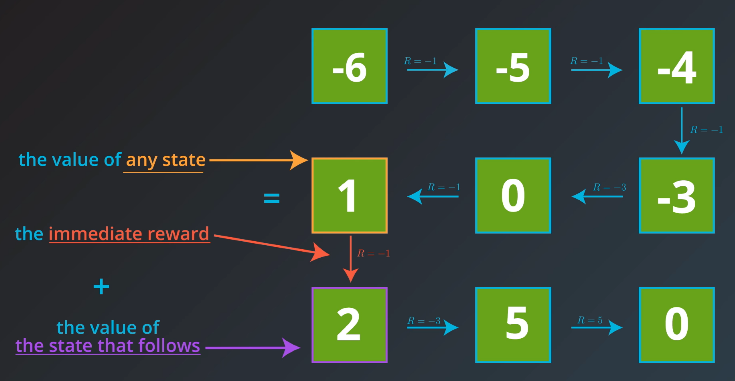 -6 R = -1 -5 R = -1 -4
R = -1
the value of any state
= 1 R = -1 0 R = -3 -3
the immediate reward
R = -1
+
the value of
the state that follows
2 R = -3 5 R = 5 0